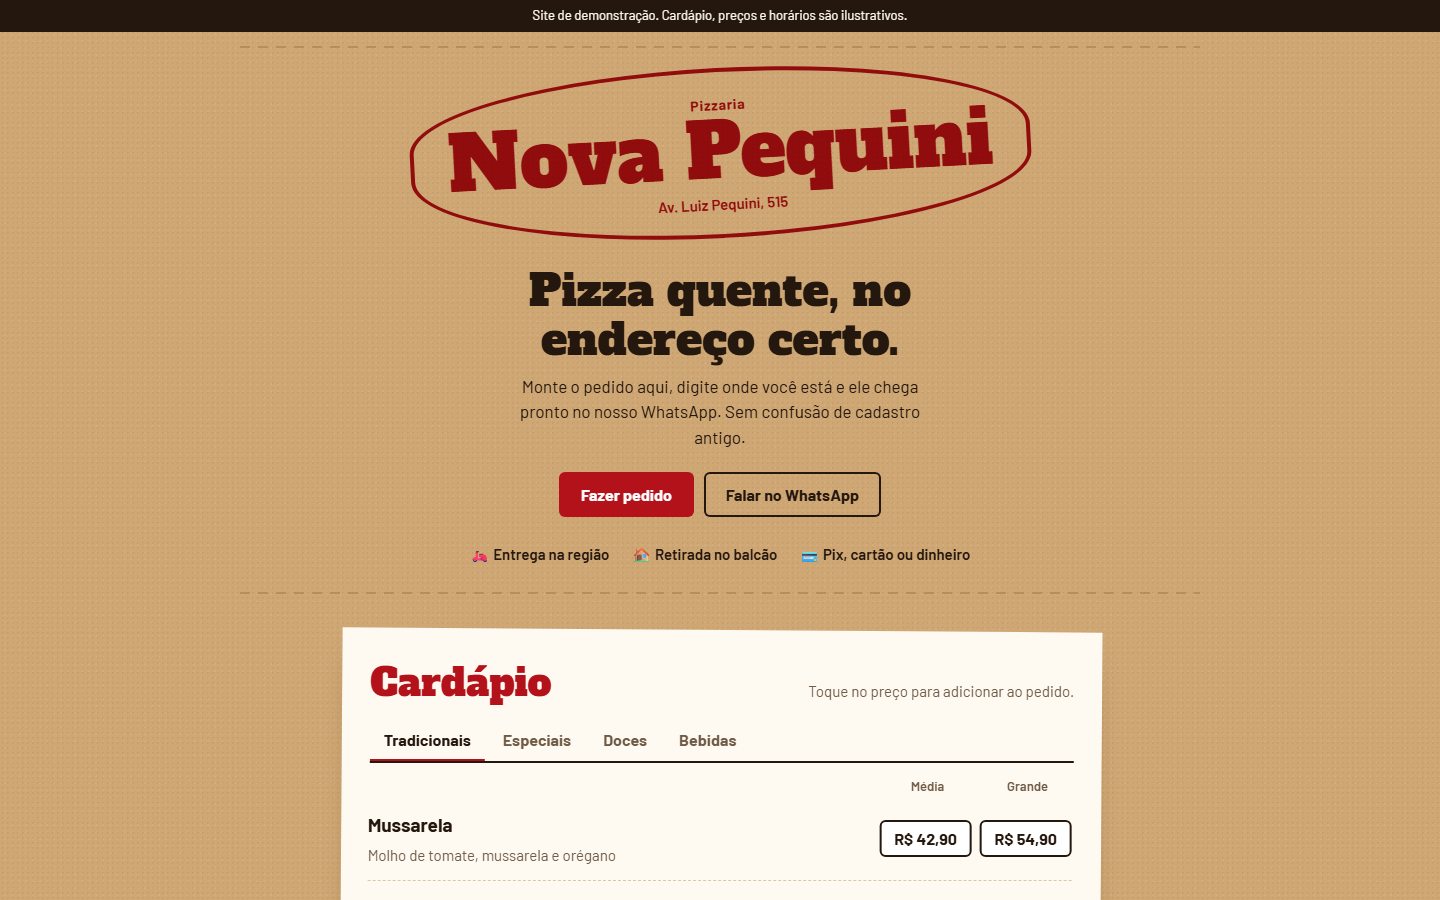 Site de demonstração. Cardápio, preços e horários são ilustrativos.
Pizzaria
Nova Pequini
Av. Luiz Pequini, 515
Pizza quente, no
endereço certo.
Monte o pedido aqui, digite onde você está e ele chega
pronto no nosso WhatsApp. Sem confusão de cadastro
antigo.
Fazer pedido
Falar no WhatsApp
Entrega na região
Retirada no balcão
Pix, cartão ou dinheiro
Cardápio
Toque no preço para adicionar ao pedido.
Tradicionais
Especiais
Doces
Bebidas
Média
Grande
Mussarela
R$ 42,90
R$ 54,90
Molho de tomate, mussarela e orégano